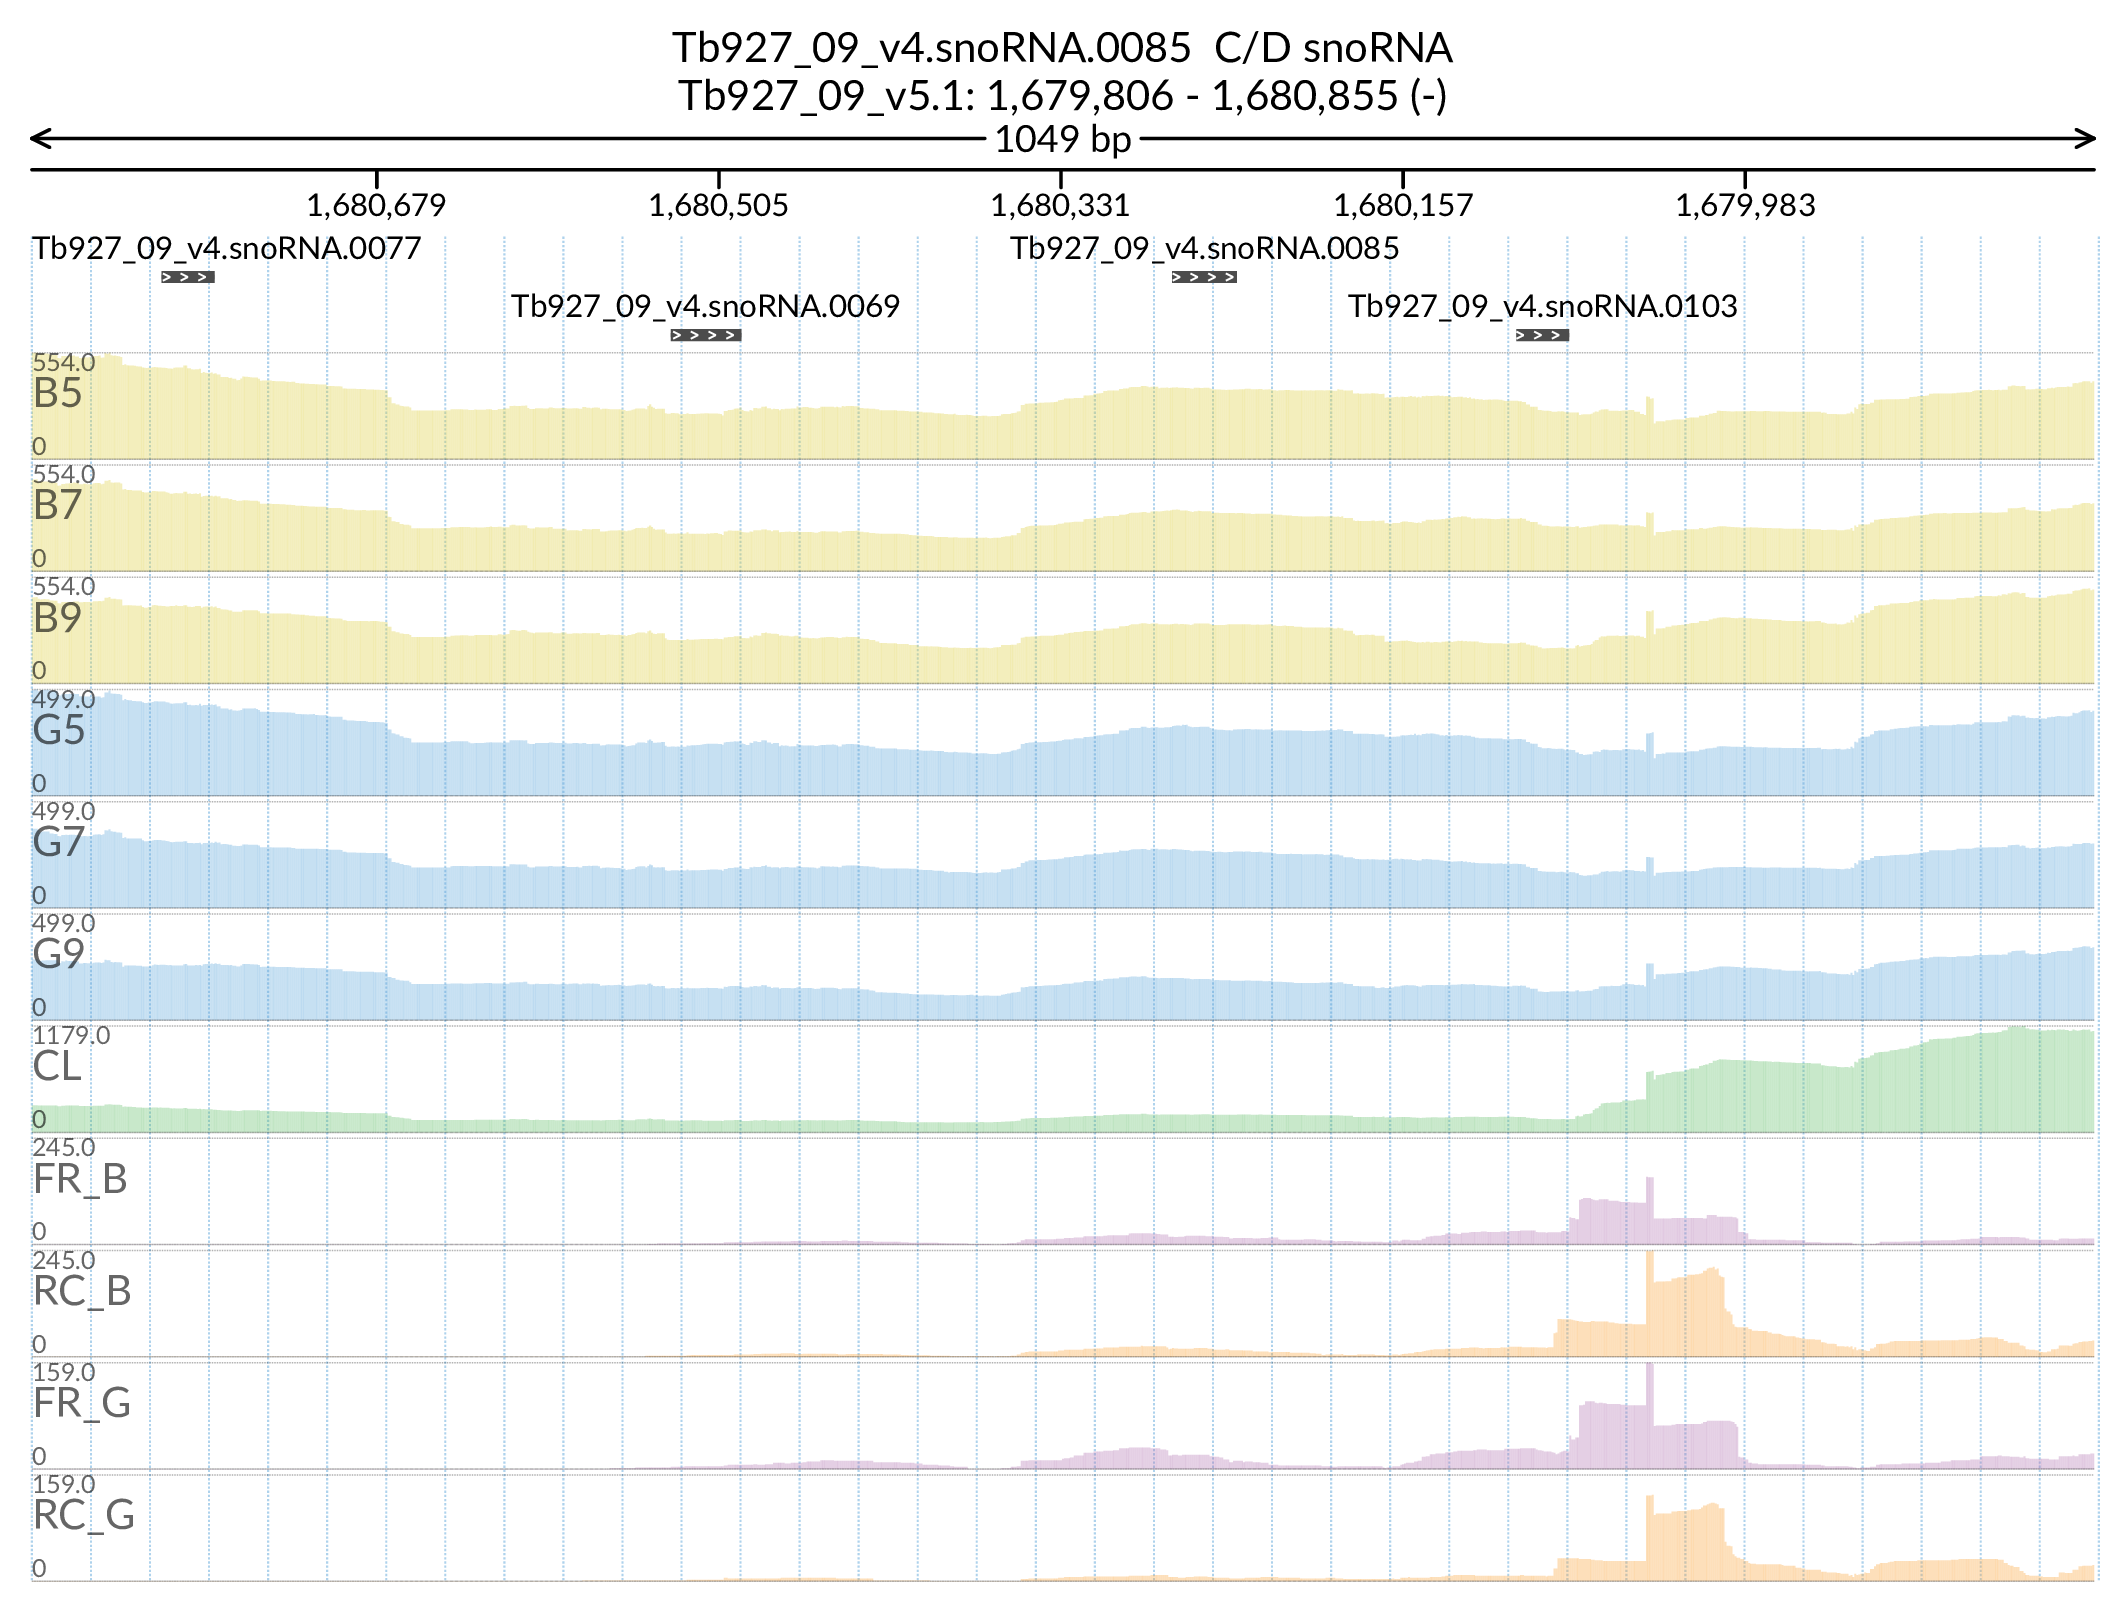 Tb927_09_v4.snoRNA.0085 C/D snoRNA
Tb927_09_v5.1: 1,679,806 - 1,680,855 (-)
1049 bp
1,680,679 1,680,505 1,680,331 1,680,157 1,679,983
Tb927_09_v4.snoRNA.0077 Tb927_09_v4.snoRNA.0085
Tb927_09_v4.snoRNA.0069 Tb927_09_v4.snoRNA.0103
554.0
B5
0
554.0
B7
0
554.0
B9
0
499.0
G5
0
499.0
G7
0
499.0
G9
0
1179.0
CL
0
245.0
FR_B
0
245.0
RC_B
0
159.0
FR_G
0
159.0
RC_G
0